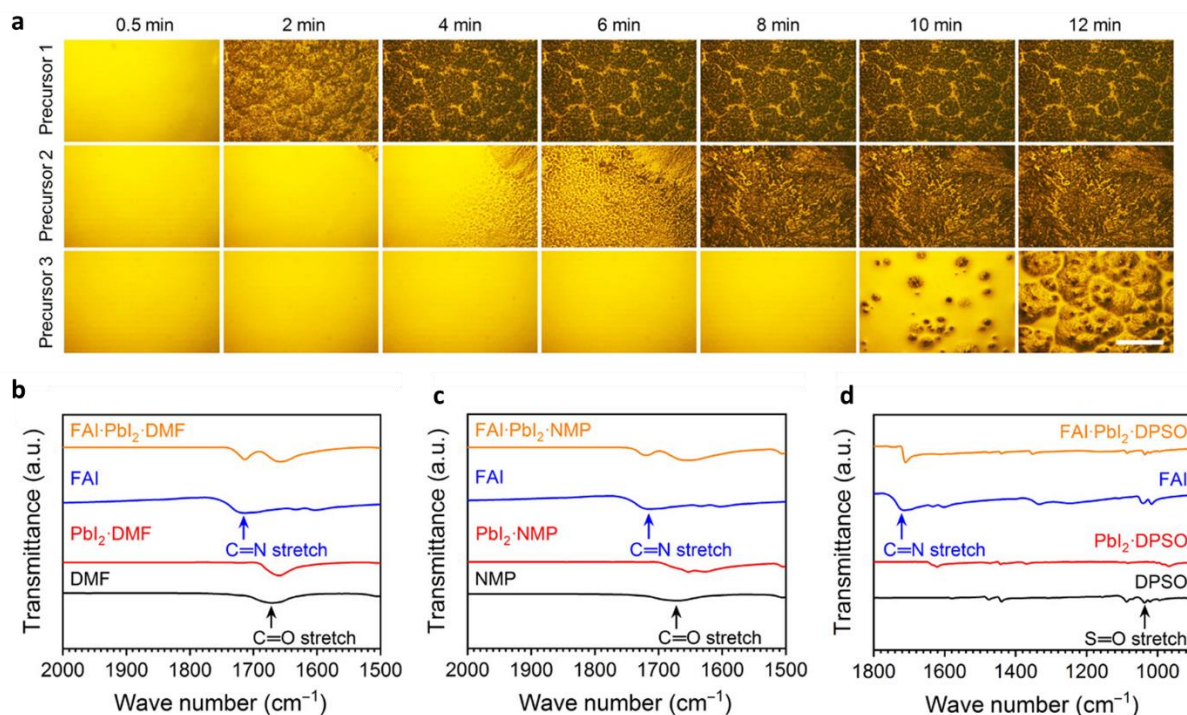 a
0.5 min 2 min 4 min 6 min 8 min 10 min 12 min
Precursor 1
Precursor 2
Precursor 3
b
FAI·PbI₂·DMF
FAI
C=N stretch
PbI₂·DMF
DMF
C=O stretch
Transmittance (a.u.)
2000 1900 1800 1700 1600 1500
Wave number (cm⁻¹)
c
FAI·PbI₂·NMP
FAI
C=N stretch
PbI₂·NMP
NMP
C=O stretch
Transmittance (a.u.)
2000 1900 1800 1700 1600 1500
Wave number (cm⁻¹)
d
FAI·PbI₂·DPSO
FAI
C=N stretch
PbI₂·DPSO
DPSO
S=O stretch
Transmittance (a.u.)
1800 1600 1400 1200 1000
Wave number (cm⁻¹)